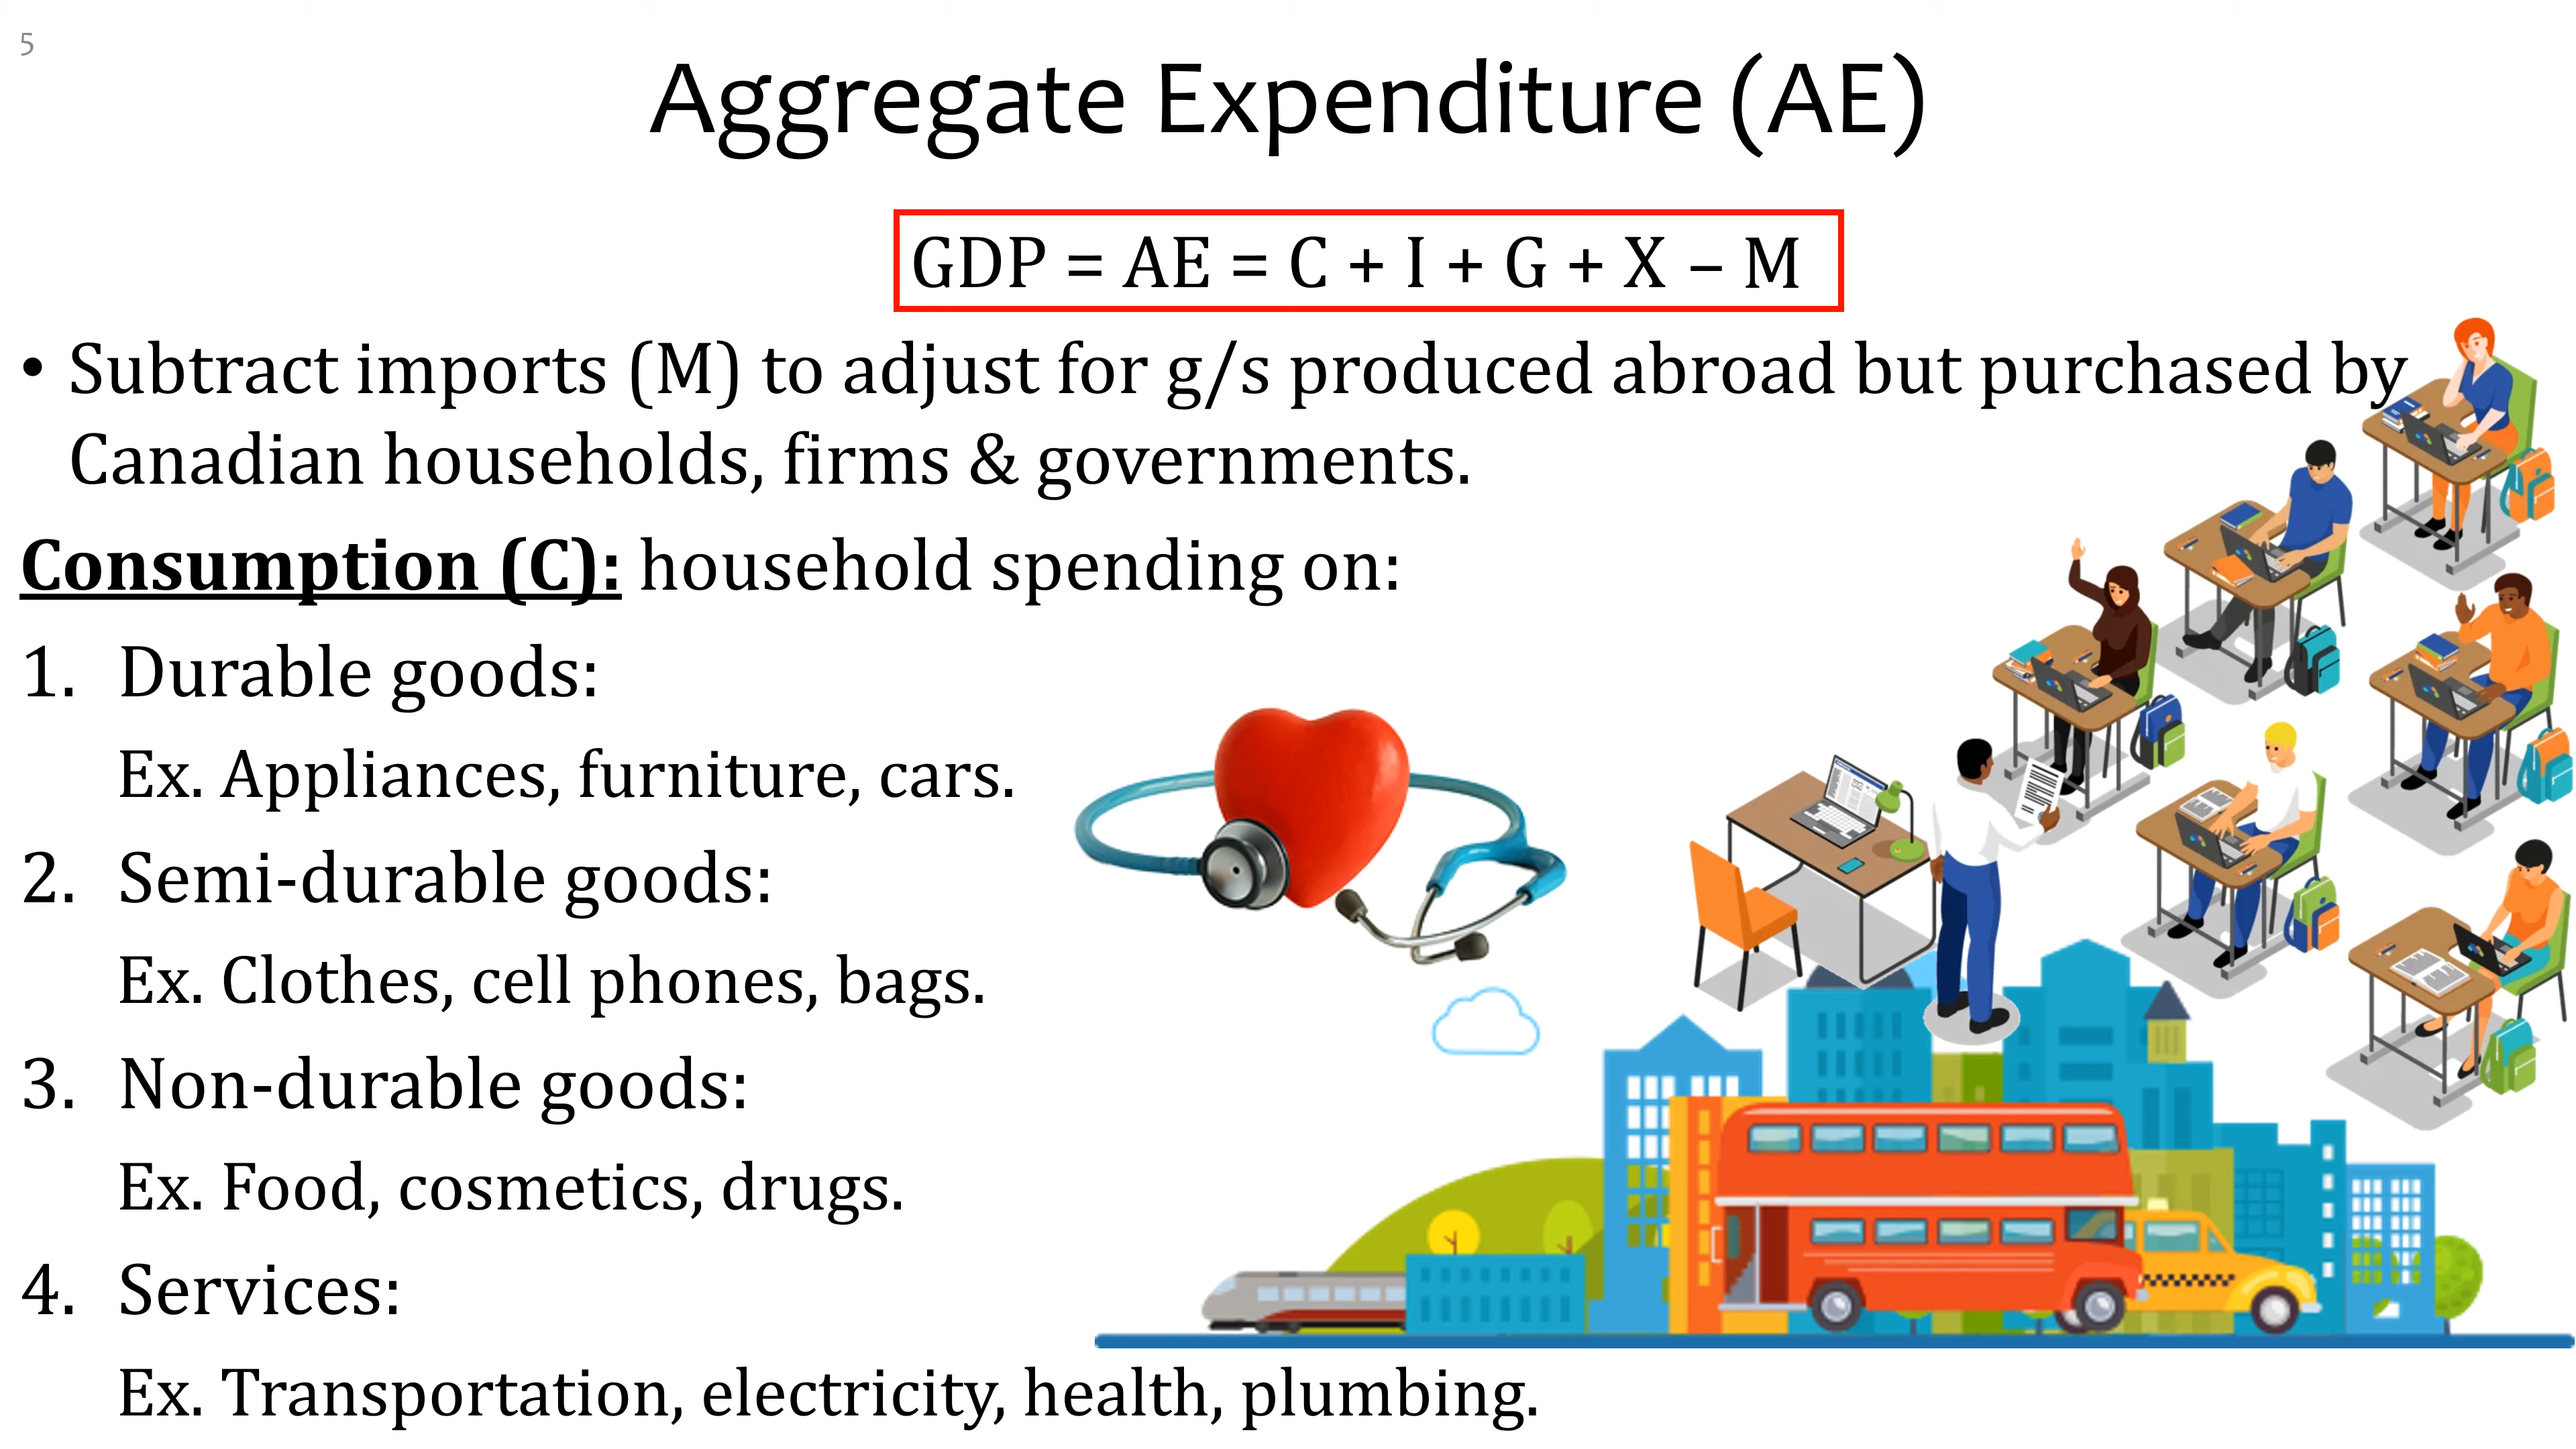 5
Aggregate Expenditure (AE)
GDP = AE = C + I + G + X – M
• Subtract imports (M) to adjust for g/s produced abroad but purchased by
Canadian households, firms & governments.
Consumption (C): household spending on:
1. Durable goods:
Ex. Appliances, furniture, cars.
2. Semi-durable goods:
Ex. Clothes, cell phones, bags.
3. Non-durable goods:
Ex. Food, cosmetics, drugs.
4. Services:
Ex. Transportation, electricity, health, plumbing.